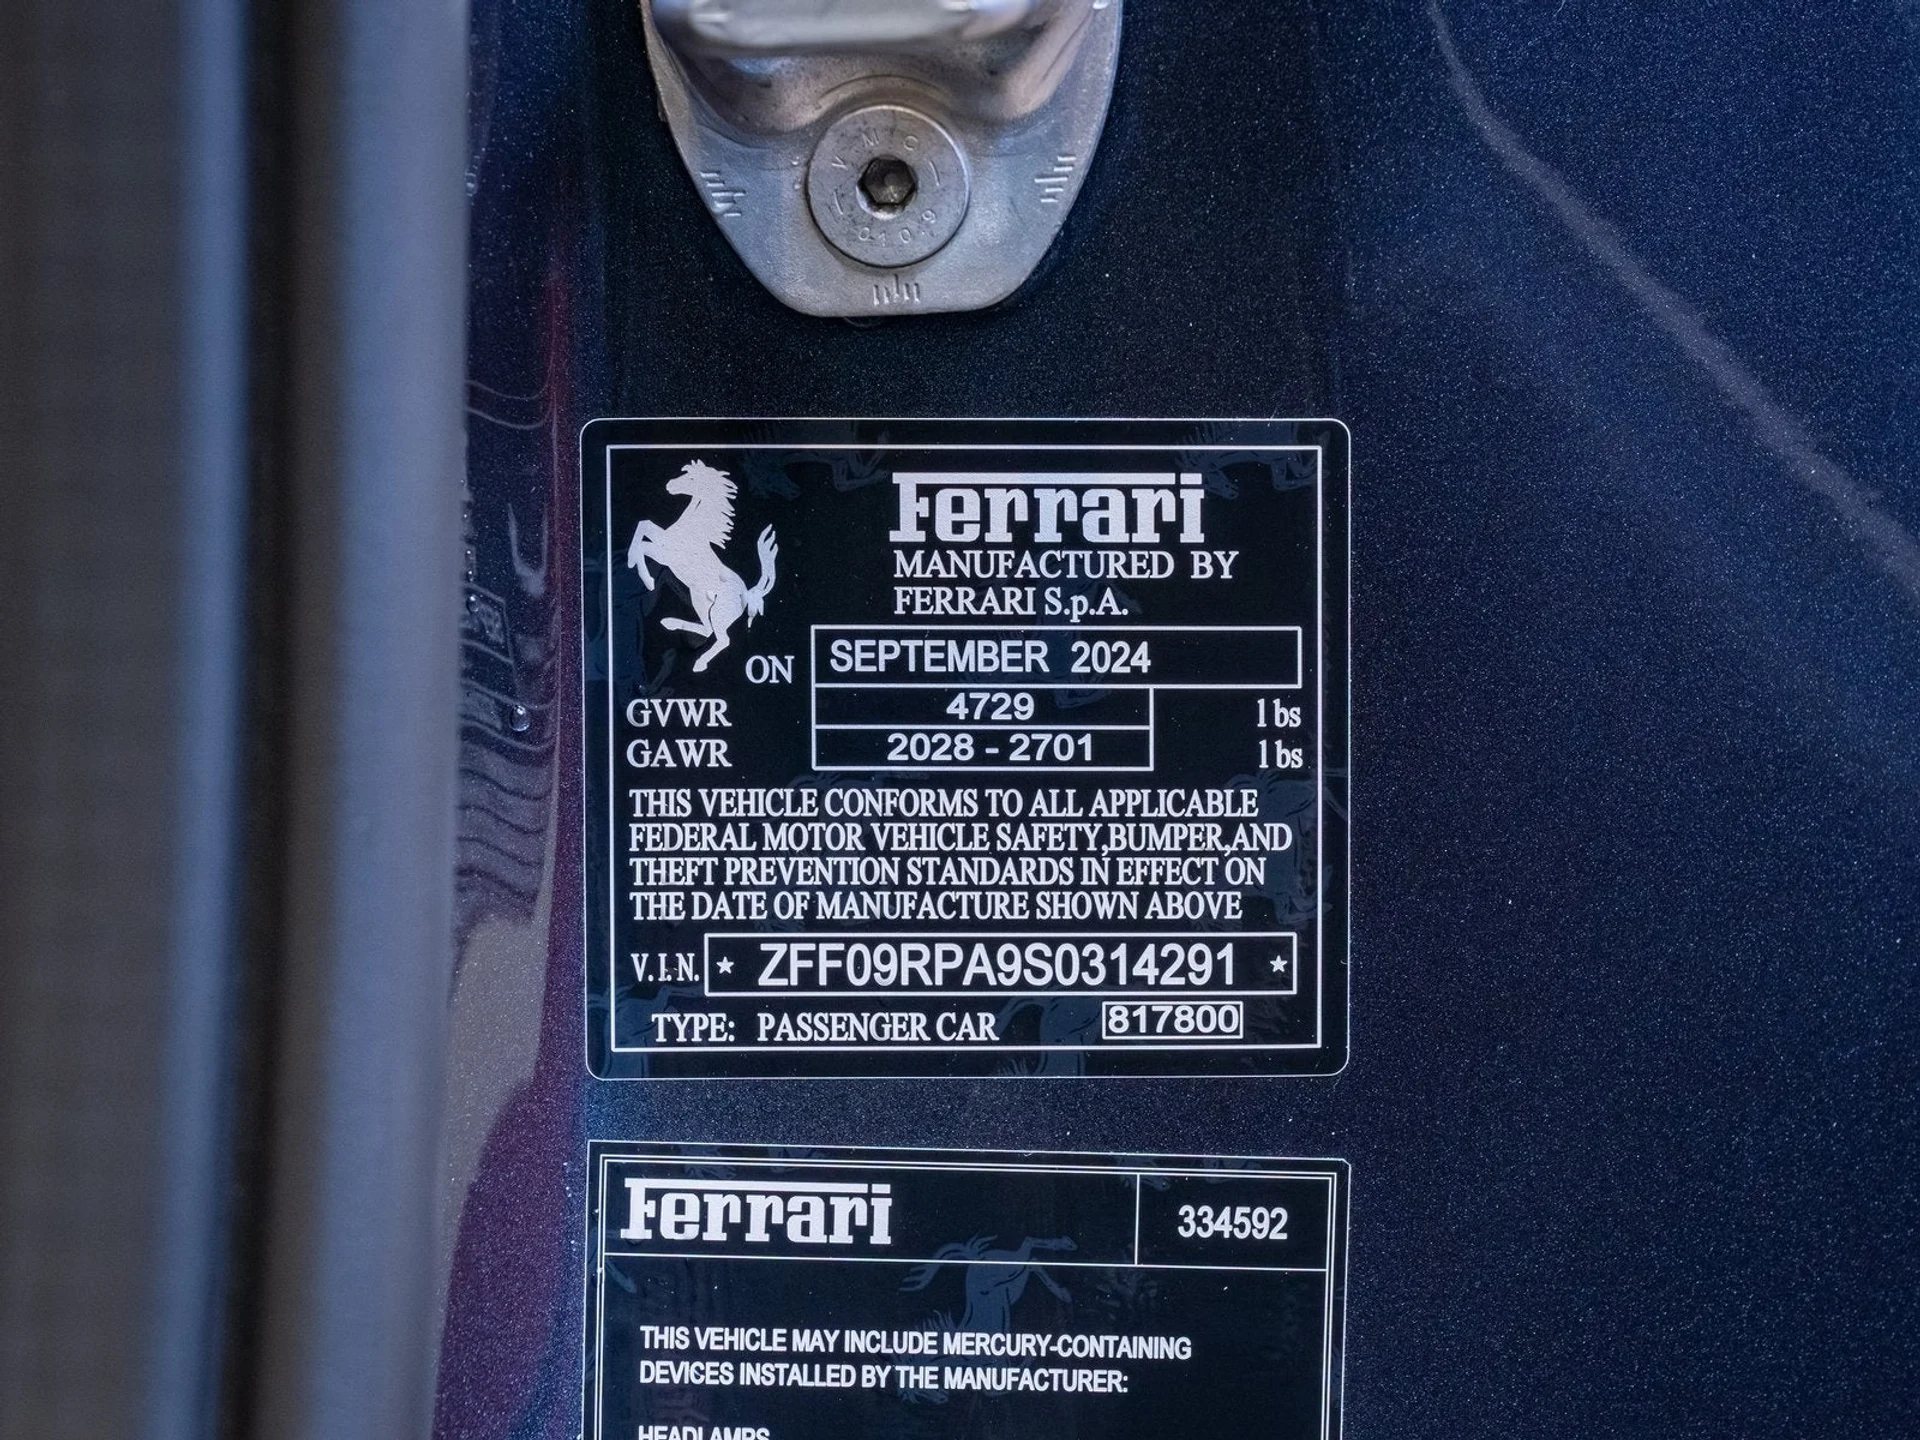 Ferrari
MANUFACTURED BY
FERRARI S.p.A.
ON SEPTEMBER 2024
GVWR 4729 lbs
GAWR 2028 - 2701 lbs
THIS VEHICLE CONFORMS TO ALL APPLICABLE
FEDERAL MOTOR VEHICLE SAFETY,BUMPER,AND
THEFT PREVENTION STANDARDS IN EFFECT ON
THE DATE OF MANUFACTURE SHOWN ABOVE
V.I.N. ★ ZFF09RPA9S0314291 ★
TYPE: PASSENGER CAR 817800
Ferrari 334592
THIS VEHICLE MAY INCLUDE MERCURY-CONTAINING
DEVICES INSTALLED BY THE MANUFACTURER:
HEADLAMPS